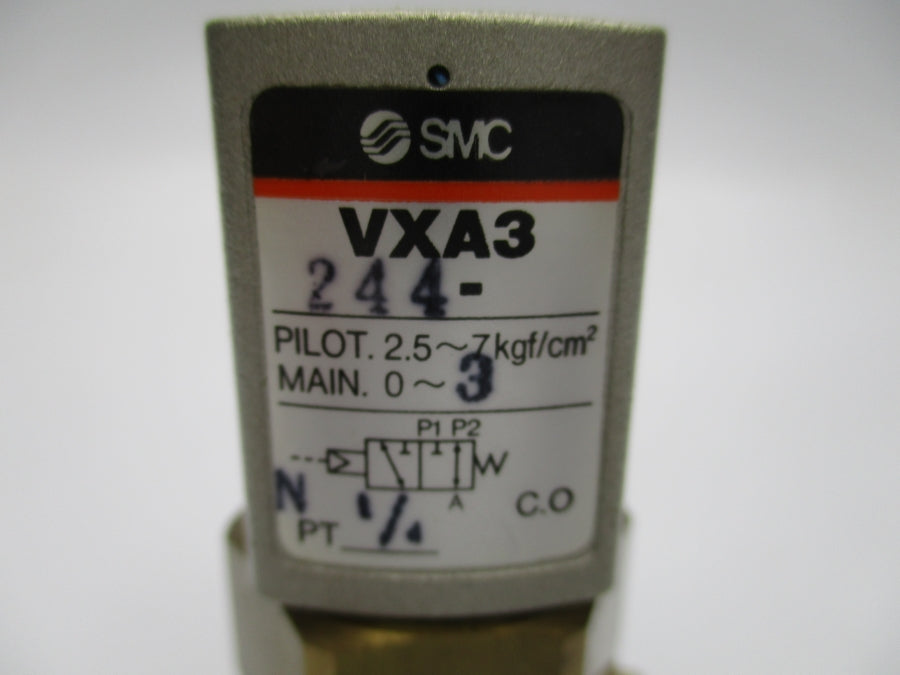 SMC
VXA3
244-
PILOT. 2.5~7kgf/cm²
MAIN. 0~3
P1 P2
A
C.O
N
PT 1/4